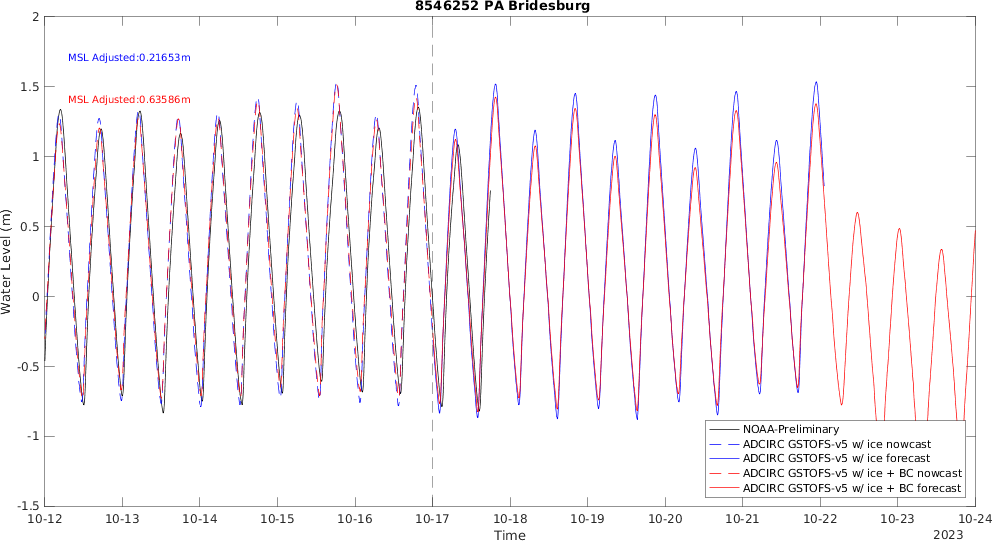 8546252 PA Bridesburg
MSL Adjusted:0.21653m
MSL Adjusted:0.63586m
Water Level (m)
2
1.5
1
0.5
0
-0.5
-1
-1.5
10-12 10-13 10-14 10-15 10-16 10-17 10-18 10-19 10-20 10-21 10-22 10-23 10-24
Time
2023
NOAA-Preliminary
ADCIRC GSTOFS-v5 w/ ice nowcast
ADCIRC GSTOFS-v5 w/ ice forecast
ADCIRC GSTOFS-v5 w/ ice + BC nowcast
ADCIRC GSTOFS-v5 w/ ice + BC forecast